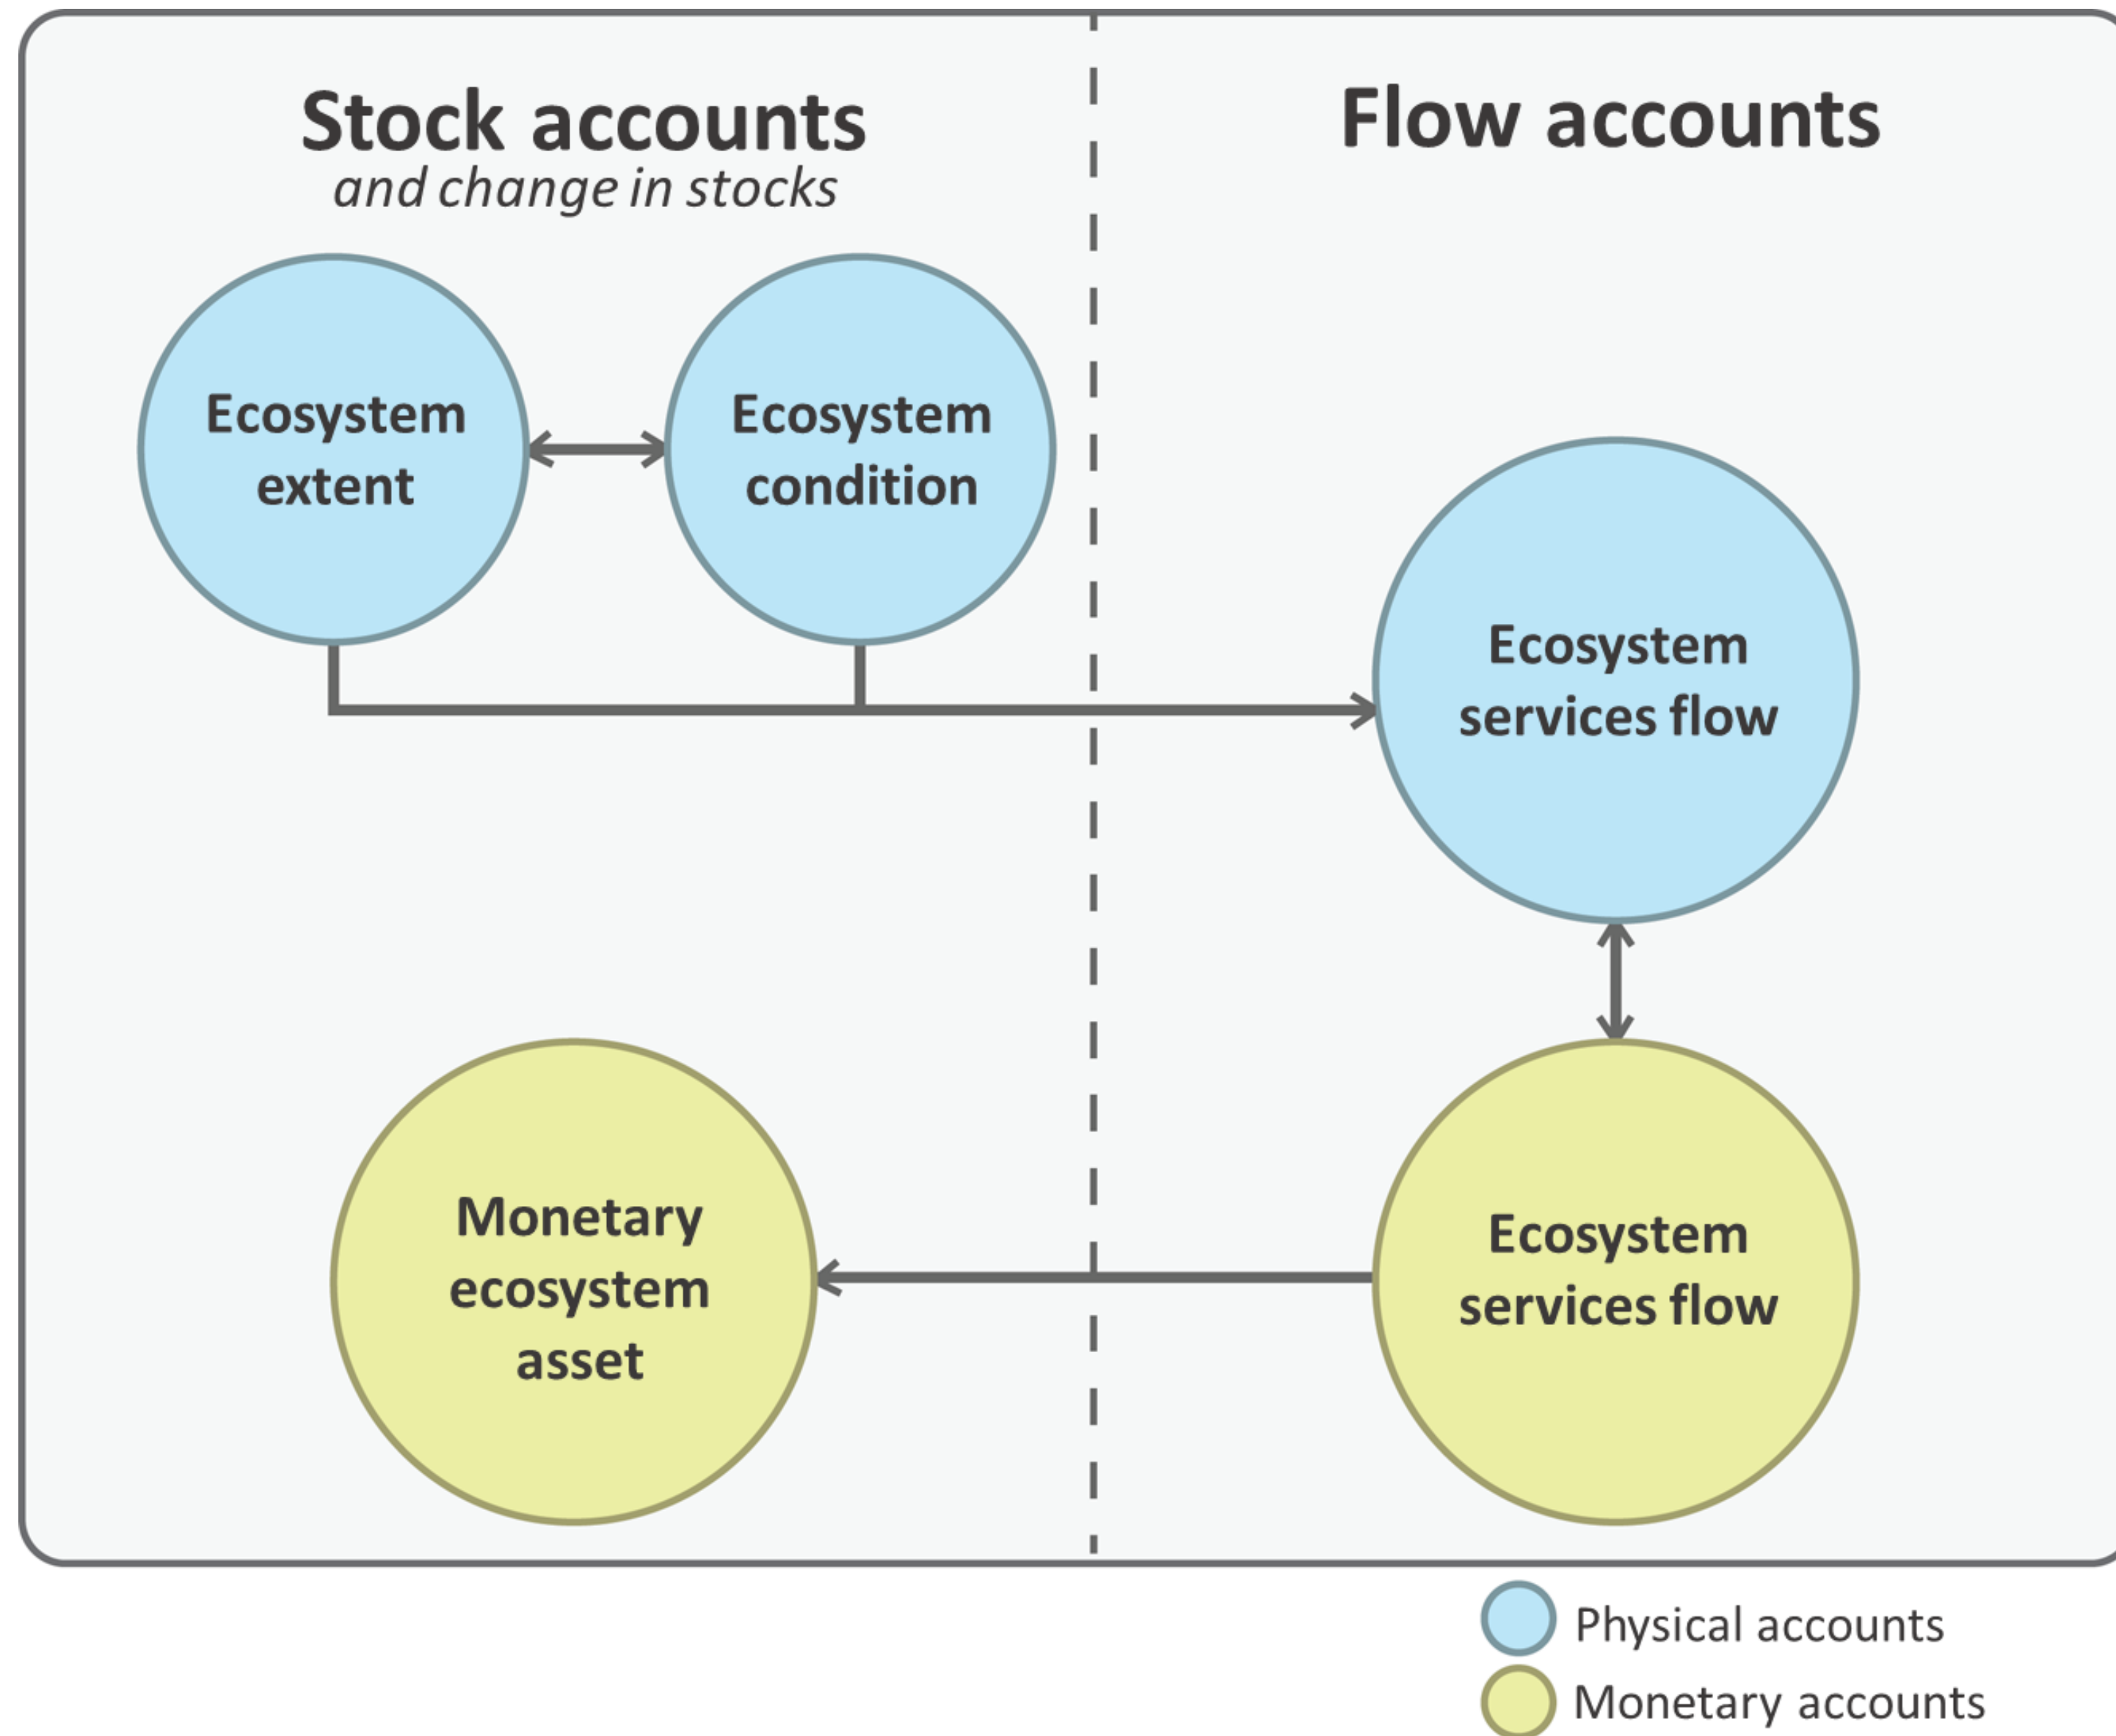 Stock accounts
and change in stocks
Flow accounts
Ecosystem
extent
Ecosystem
condition
Ecosystem
services flow
Monetary
ecosystem
asset
Ecosystem
services flow
Physical accounts
Monetary accounts